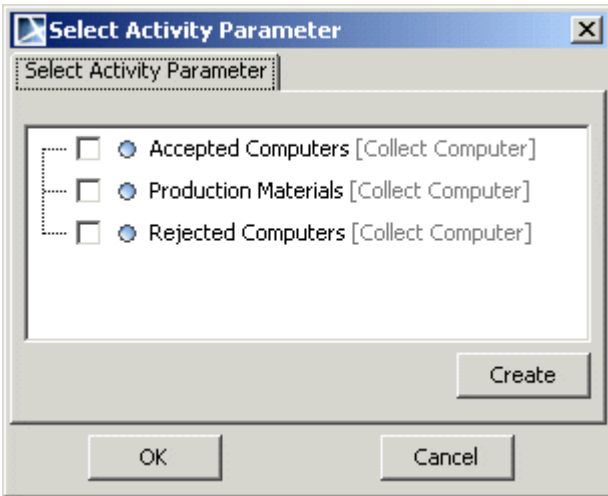 Select Activity Parameter
Select Activity Parameter
Accepted Computers [Collect Computer]
Production Materials [Collect Computer]
Rejected Computers [Collect Computer]
Create
OK Cancel